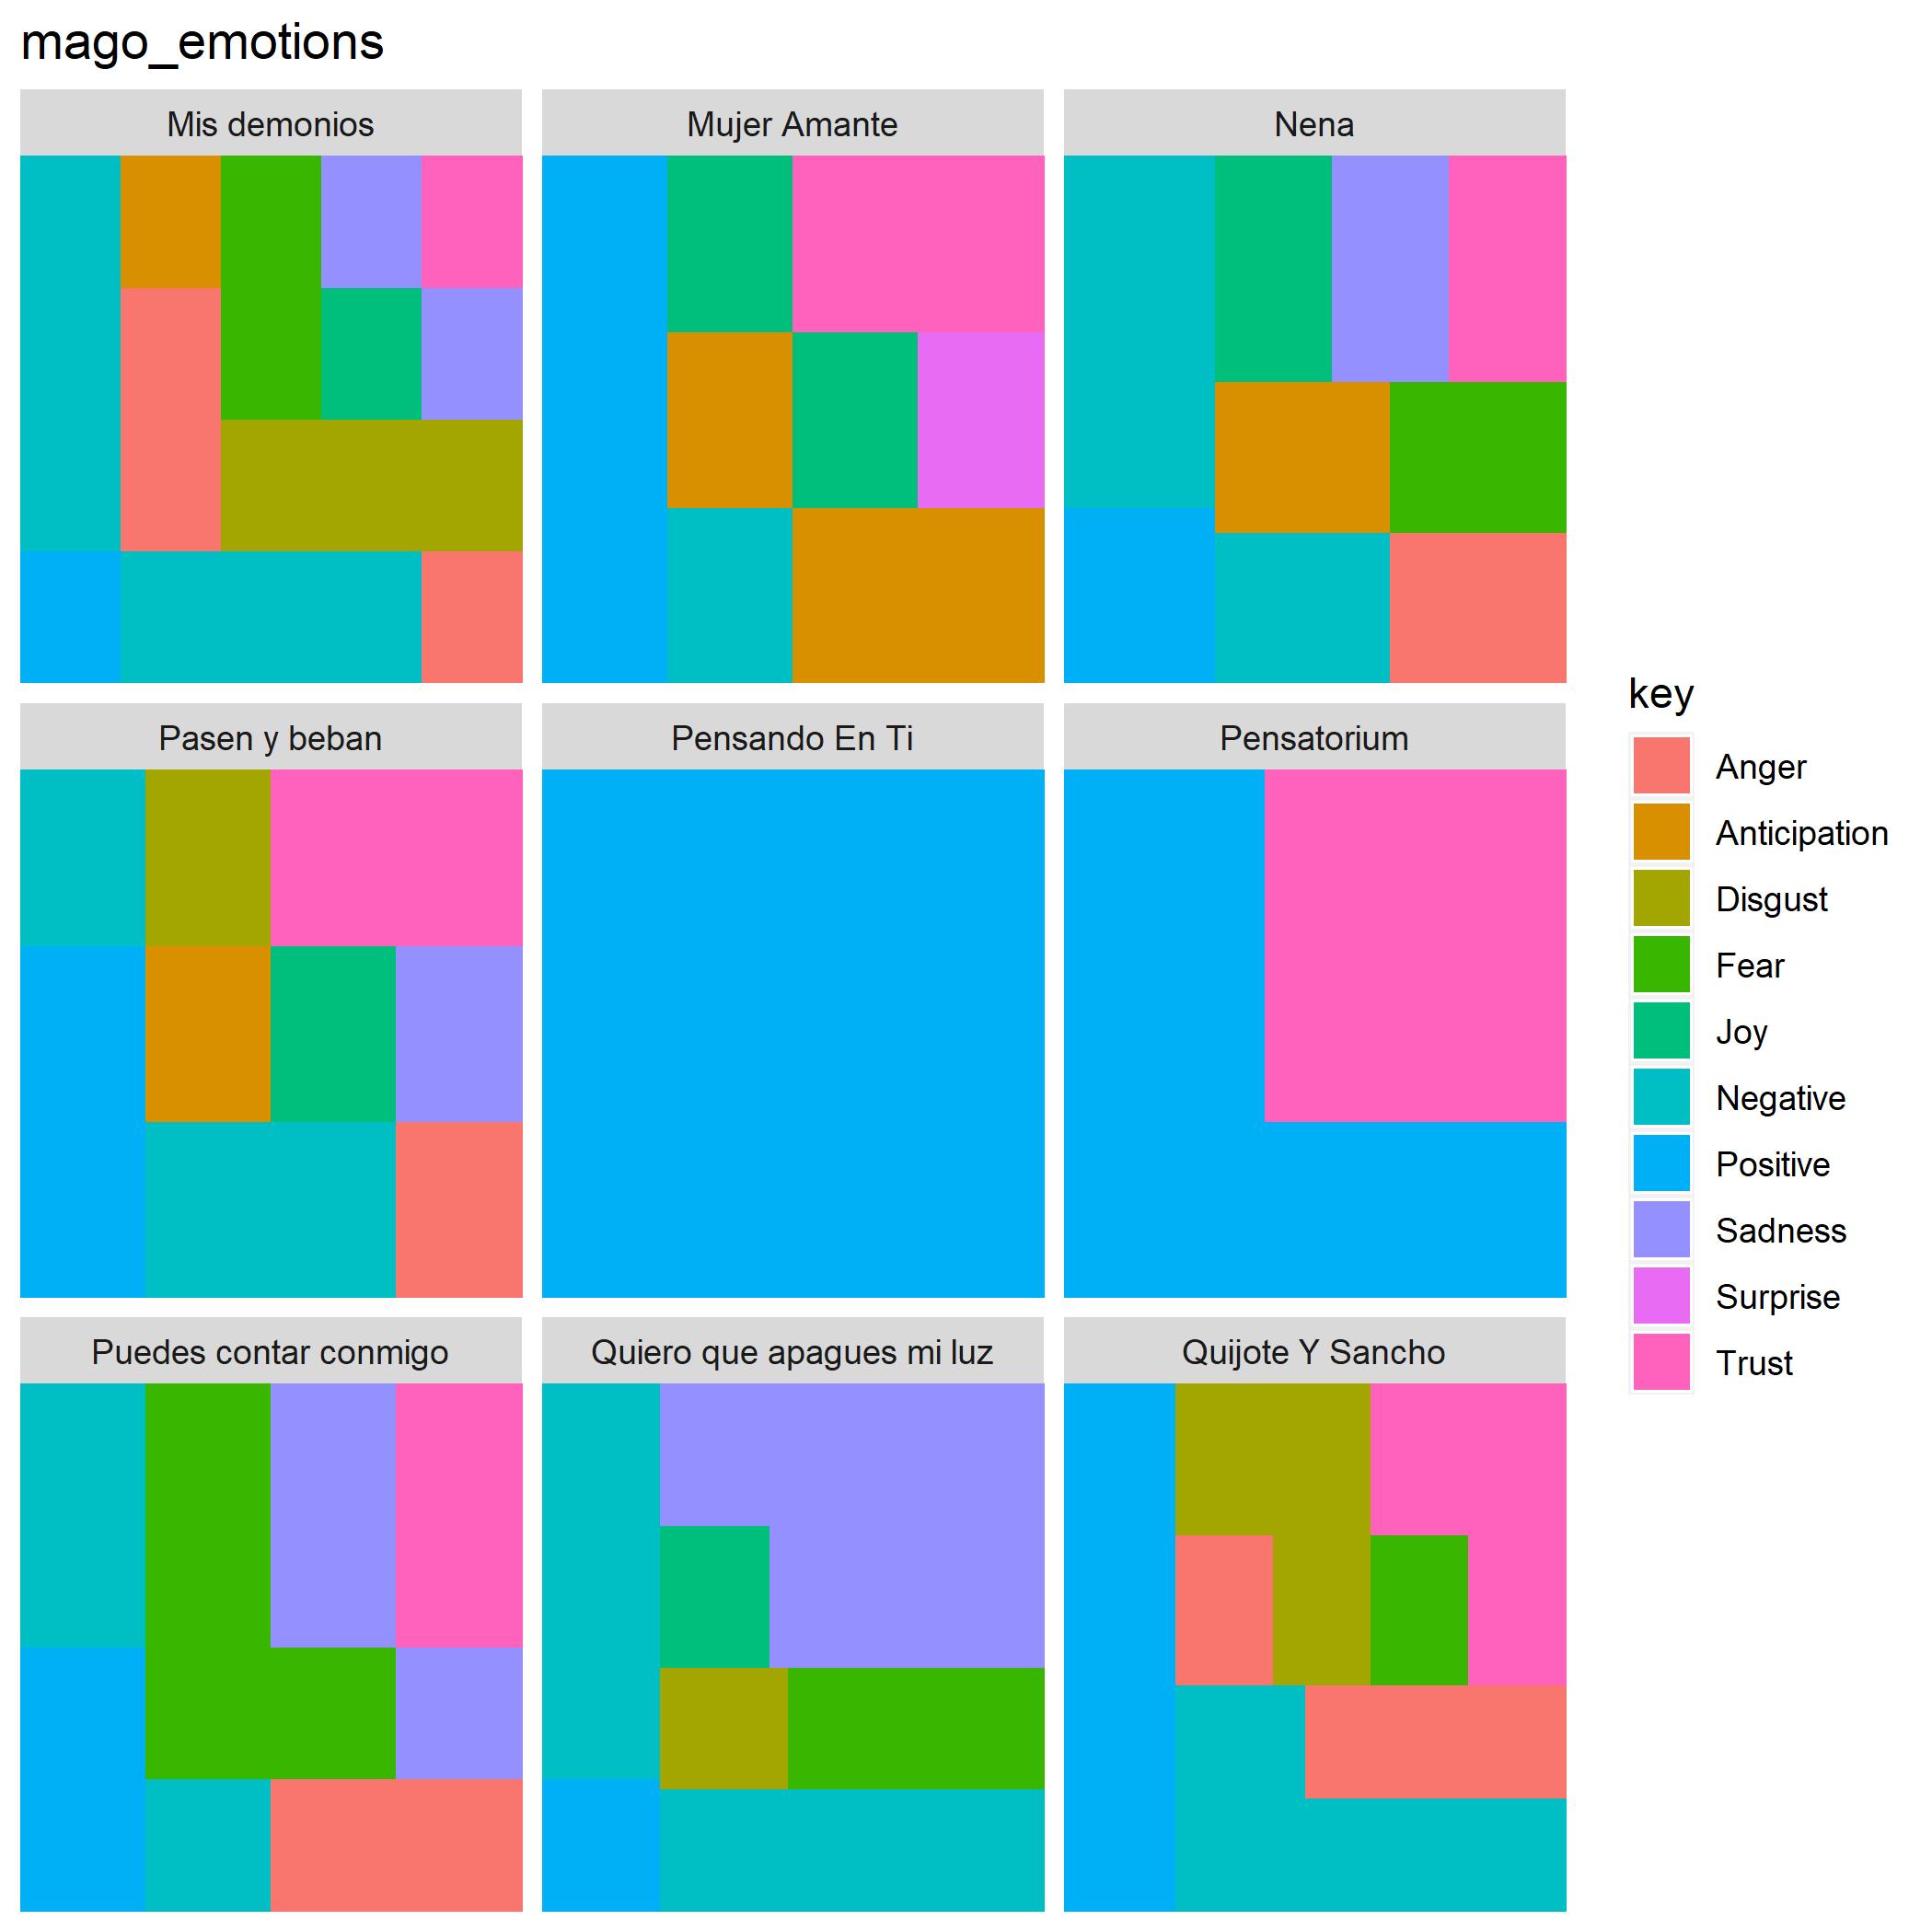 mago_emotions
Mis demonios
Mujer Amante
Nena
Pasen y beban
Pensando En Ti
Pensatorium
Puedes contar conmigo
Quiero que apagues mi luz
Quijote Y Sancho
key
Anger
Anticipation
Disgust
Fear
Joy
Negative
Positive
Sadness
Surprise
Trust